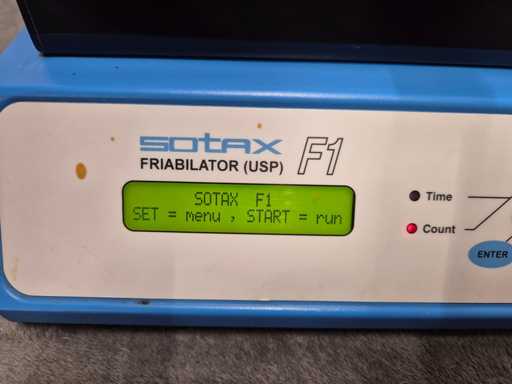 SOTAX F1
FRIABILATOR (USP)
SOTAX F1
SET = menu , START = run
Time
Count
ENTER